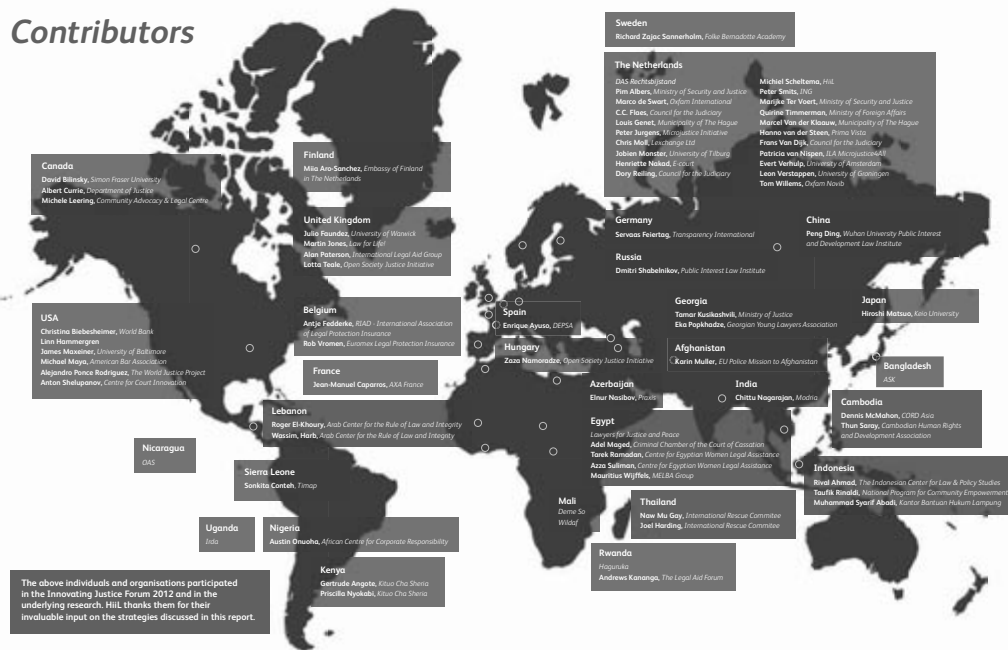 Contributors
Sweden
Richard Zajac Sannerholm, Folke Bernadotte Academy
The Netherlands
DAS Rechtsbijstand
Pim Albers, Ministry of Security and Justice
Marco de Swart, Oxfam International
C.C. Flaes, Council for the Judiciary
Louis Genet, Municipality of The Hague
Peter Jurgens, Microjustice Initiative
Chris Moll, Lexchange Ltd
Jobien Monster, University of Tilburg
Henriette Nakad, E-court
Dory Reiling, Council for the Judiciary
Michiel Scheltema, HiiL
Peter Smits, ING
Marijke Ter Voert, Ministry of Security and Justice
Quirine Timmerman, Ministry of Foreign Affairs
Marcel Van der Klaauw, Municipality of The Hague
Hanno van der Steen, Prima Vista
Frans Van Dijk, Council for the Judiciary
Patricia van Nispen, ILA Microjustice4All
Evert Verhulp, University of Amsterdam
Leon Verstappen, University of Groningen
Tom Willems, Oxfam Novib
Canada
David Bilinsky, Simon Fraser University
Albert Currie, Department of Justice
Michele Leering, Community Advocacy & Legal Centre
Finland
Miia Aro-Sanchez, Embassy of Finland
in The Netherlands
United Kingdom
Julio Faundez, University of Warwick
Martin Jones, Law for Life!
Alan Paterson, International Legal Aid Group
Lotta Teale, Open Society Justice Initiative
Germany
Servaas Feiertag, Transparency International
China
Peng Ding, Wuhan University Public Interest
and Development Law Institute
Russia
Dmitri Shabelnikov, Public Interest Law Institute
USA
Christina Biebesheimer, World Bank
Linn Hammergren
James Maxeiner, University of Baltimore
Michael Maya, American Bar Association
Alejandro Ponce Rodriguez, The World Justice Project
Anton Shelupanov, Centre for Court Innovation
Belgium
Antje Fedderke, RIAD - International Association
of Legal Protection Insurance
Rob Vromen, Euromex Legal Protection Insurance
Spain
Enrique Ayuso, DEPSA
Georgia
Tamar Kusikashvili, Ministry of Justice
Eka Popkhadze, Georgian Young Lawyers Association
Japan
Hiroshi Matsuo, Keio University
Hungary
Zaza Namoradze, Open Society Justice Initiative
Afghanistan
Karin Muller, EU Police Mission to Afghanistan
Bangladesh
ASK
France
Jean-Manuel Caparros, AXA France
Azerbaijan
Elnur Nasibov, Praxis
India
Chittu Nagarajan, Modria
Cambodia
Dennis McMahon, CORD Asia
Thun Saray, Cambodian Human Rights
and Development Association
Lebanon
Roger El-Khoury, Arab Center for the Rule of Law and Integrity
Wassim, Harb, Arab Center for the Rule of Law and Integrity
Egypt
Lawyers for Justice and Peace
Adel Maged, Criminal Chamber of the Court of Cassation
Tarek Ramadan, Centre for Egyptian Women Legal Assistance
Azza Suliman, Centre for Egyptian Women Legal Assistance
Mauritius Wijffels, MELBA Group
Nicaragua
OAS
Sierra Leone
Sonkita Conteh, Timap
Indonesia
Rival Ahmad, The Indonesian Center for Law & Policy Studies
Taufik Rinaldi, National Program for Community Empowerment
Muhammad Syarif Abadi, Kantor Bantuan Hukum Lampung
Mali
Deme So
Wildaf
Thailand
Naw Mu Gay, International Rescue Commitee
Joel Harding, International Rescue Commitee
Uganda
Irda
Nigeria
Austin Onuoha, African Centre for Corporate Responsibility
Rwanda
Haguruka
Andrews Kananga, The Legal Aid Forum
Kenya
Gertrude Angote, Kituo Cha Sheria
Priscilla Nyokabi, Kituo Cha Sheria
The above individuals and organisations participated
in the Innovating Justice Forum 2012 and in the
underlying research. HiiL thanks them for their
invaluable input on the strategies discussed in this report.